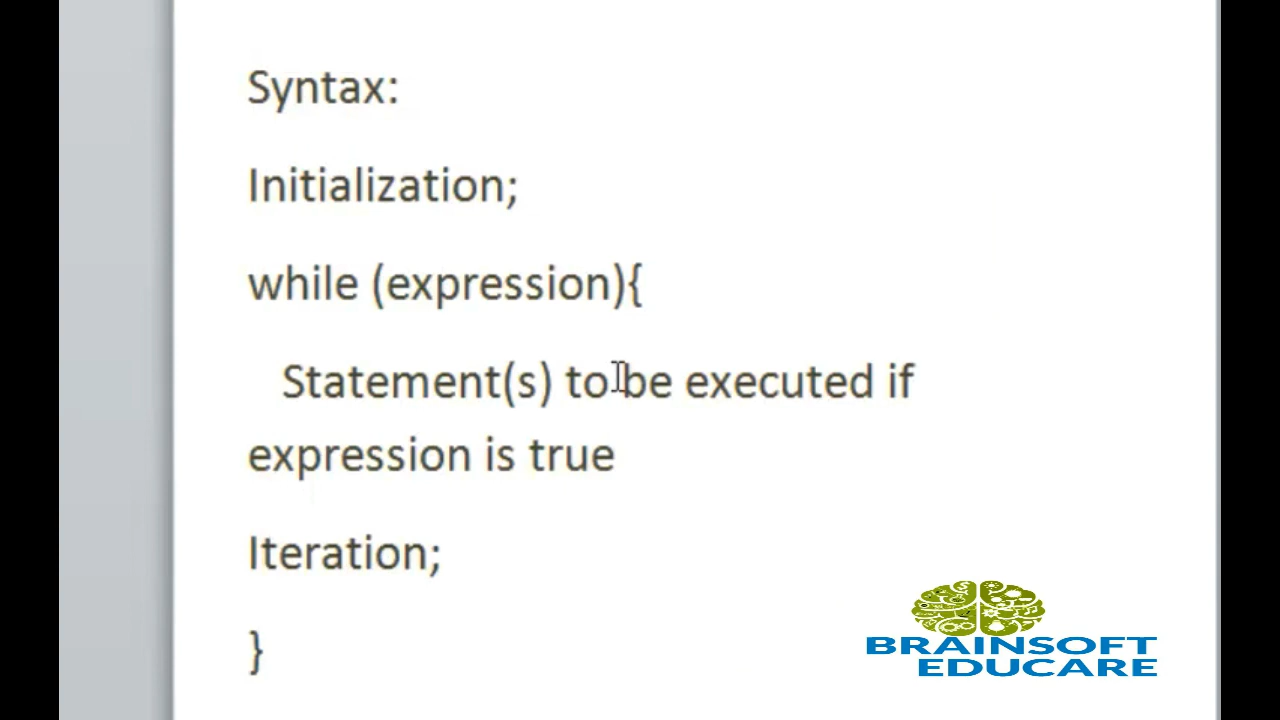 Syntax:
Initialization;
while (expression){
Statement(s) to be executed if
expression is true
Iteration;
}
BRAINSOFT
EDUCARE